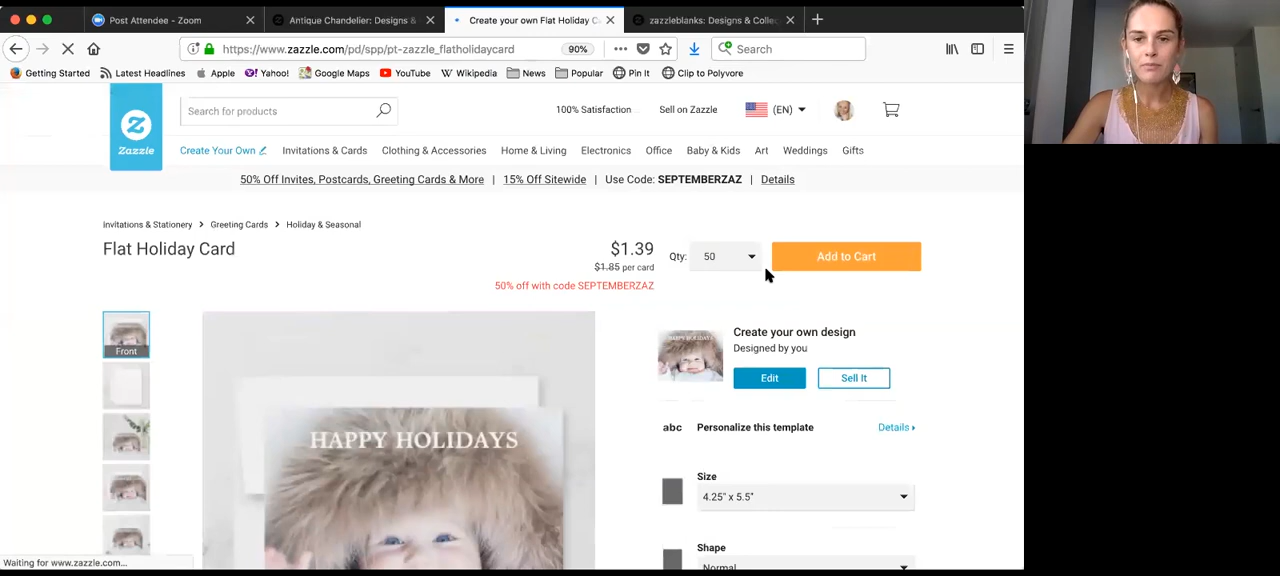 Post Attendee - Zoom
Antique Chandelier: Designs &
Create your own Flat Holiday C
zazzleblanks: Designs & Collec
https://www.zazzle.com/pd/spp/pt-zazzle_flatholidaycard
90%
Search
Getting Started
Latest Headlines
Apple
Yahoo!
Google Maps
YouTube
Wikipedia
News
Popular
Pin It
Clip to Polyvore
Zazzle
Search for products
100% Satisfaction
Sell on Zazzle
(EN)
Create Your Own
Invitations & Cards
Clothing & Accessories
Home & Living
Electronics
Office
Baby & Kids
Art
Weddings
Gifts
50% Off Invites, Postcards, Greeting Cards & More | 15% Off Sitewide | Use Code: SEPTEMBERZAZ | Details
Invitations & Stationery > Greeting Cards > Holiday & Seasonal
Flat Holiday Card
$1.39
$1.85 per card
50% off with code SEPTEMBERZAZ
Qty: 50
Add to Cart
Front
HAPPY HOLIDAYS
HAPPY HOLIDAYS
Create your own design
Designed by you
Edit
Sell It
abc
Personalize this template
Details
Size
4.25" x 5.5"
Shape
Normal
Waiting for www.zazzle.com...